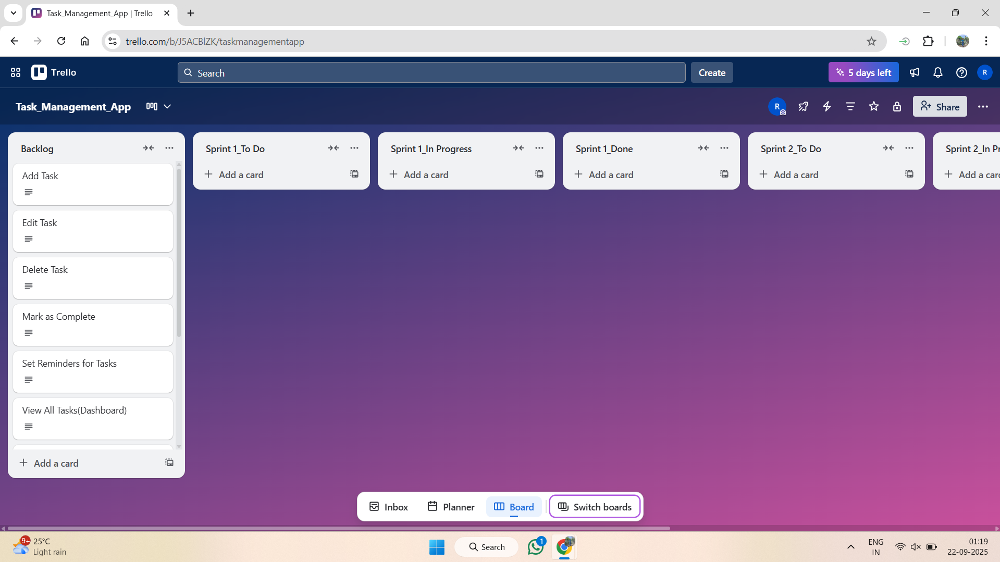 Task_Management_App | Trello
trello.com/b/J5ACBlZK/taskmanagementapp
Trello
Search
Create
5 days left
R
Task_Management_App
R
Share
Backlog
Add Task
Edit Task
Delete Task
Mark as Complete
Set Reminders for Tasks
View All Tasks(Dashboard)
Add a card
Sprint 1_To Do
Add a card
Sprint 1_In Progress
Add a card
Sprint 1_Done
Add a card
Sprint 2_To Do
Add a card
Sprint 2_In Pr
Add a card
Inbox
Planner
Board
Switch boards
9+
25°C
Light rain
Search
1
ENG
IN
01:19
22-09-2025